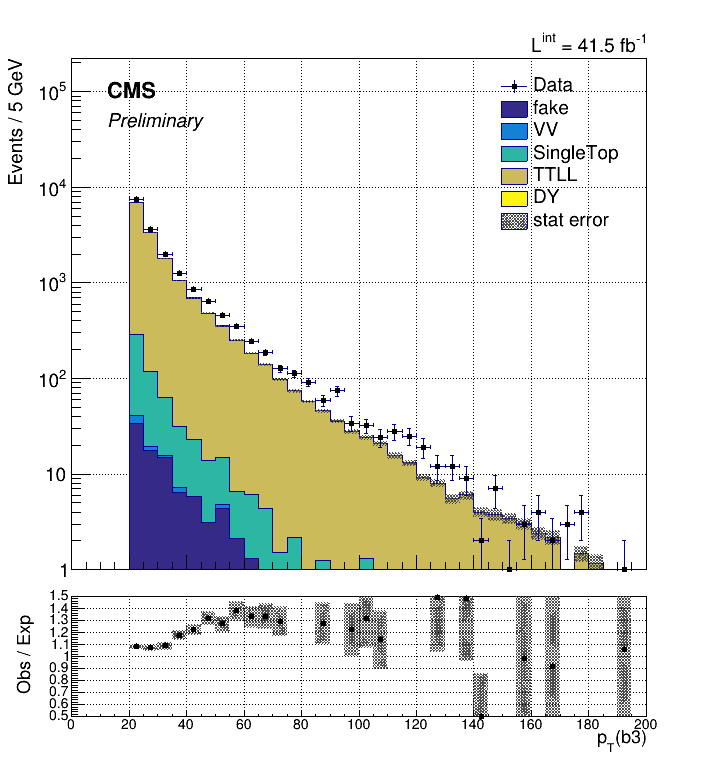 L^int = 41.5 fb^-1
Events / 5 GeV
CMS
Preliminary
Data
fake
VV
SingleTop
TTLL
DY
stat error
10^5
10^4
10^3
10^2
10
1
Obs / Exp
1.5
1.4
1.3
1.2
1.1
1
0.9
0.8
0.7
0.6
0.5
0 20 40 60 80 100 120 140 160 180 200
p_T(b3)